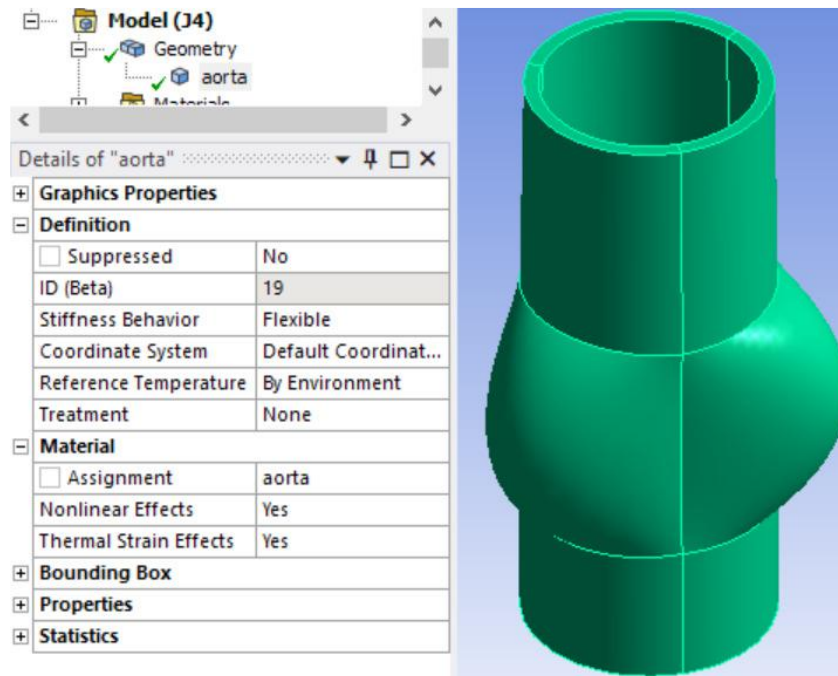 Model (J4)
Geometry
aorta
Materials
Details of "aorta"
Graphics Properties
Definition
Suppressed No
ID (Beta) 19
Stiffness Behavior Flexible
Coordinate System Default Coordinat...
Reference Temperature By Environment
Treatment None
Material
Assignment aorta
Nonlinear Effects Yes
Thermal Strain Effects Yes
Bounding Box
Properties
Statistics